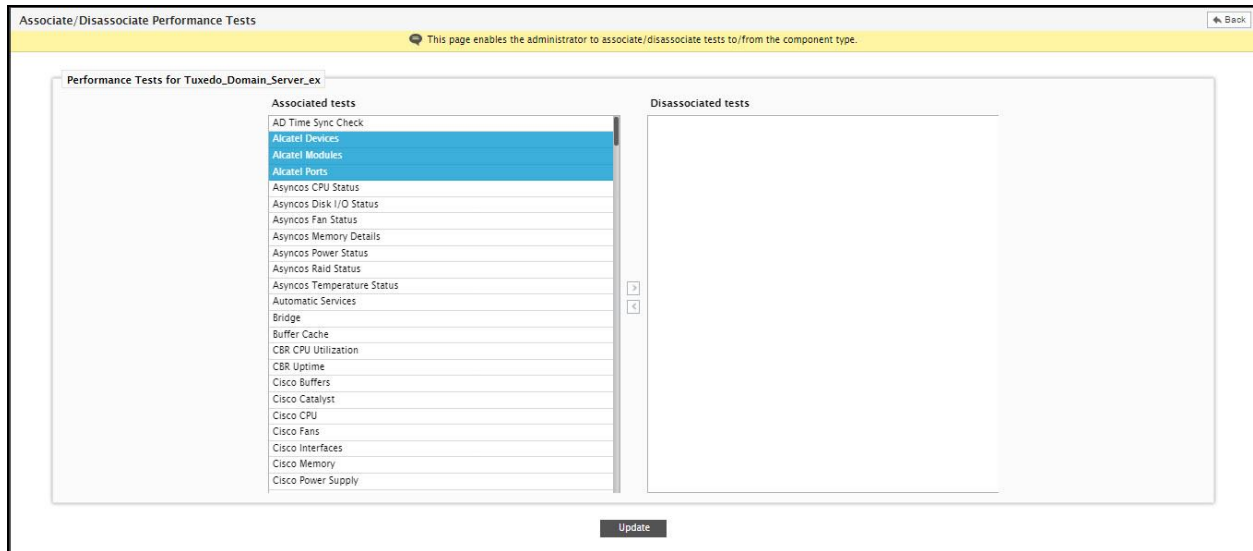 Associate/Disassociate Performance Tests
Back
This page enables the administrator to associate/disassociate tests to/from the component type.
Performance Tests for Tuxedo_Domain_Server_ex
Associated tests
Disassociated tests
AD Time Sync Check
Alcatel Devices
Alcatel Modules
Alcatel Ports
Asyncos CPU Status
Asyncos Disk I/O Status
Asyncos Fan Status
Asyncos Memory Details
Asyncos Power Status
Asyncos Raid Status
Asyncos Temperature Status
Automatic Services
Bridge
Buffer Cache
CBR CPU Utilization
CBR Uptime
Cisco Buffers
Cisco Catalyst
Cisco CPU
Cisco Fans
Cisco Interfaces
Cisco Memory
Cisco Power Supply
>
<
Update